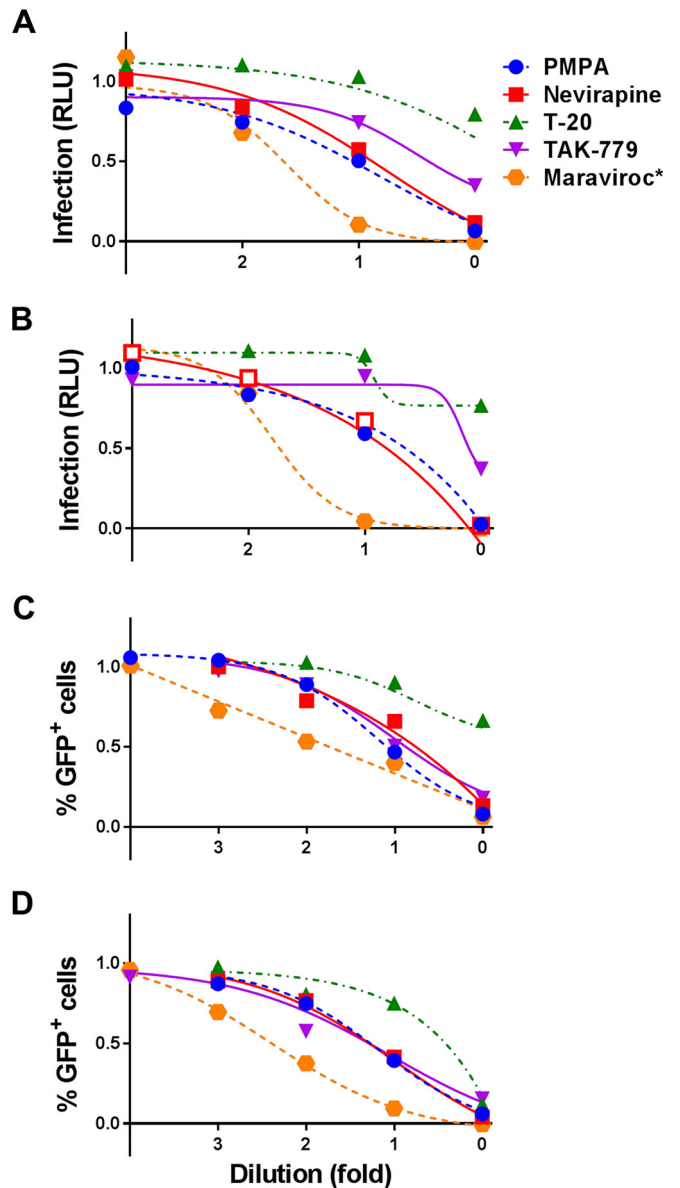 A
Infection (RLU)
1.0
0.5
0.0
2
1
0
PMPA
Nevirapine
T-20
TAK-779
Maraviroc*
B
Infection (RLU)
1.0
0.5
0.0
2
1
0
C
% GFP⁺ cells
1.0
0.5
0.0
3
2
1
0
D
% GFP⁺ cells
1.0
0.5
0.0
3
2
1
0
Dilution (fold)